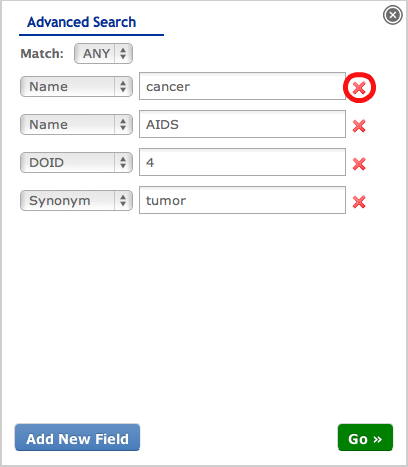 Advanced Search
Match: ANY
Name cancer
Name AIDS
DOID 4
Synonym tumor
Add New Field Go »